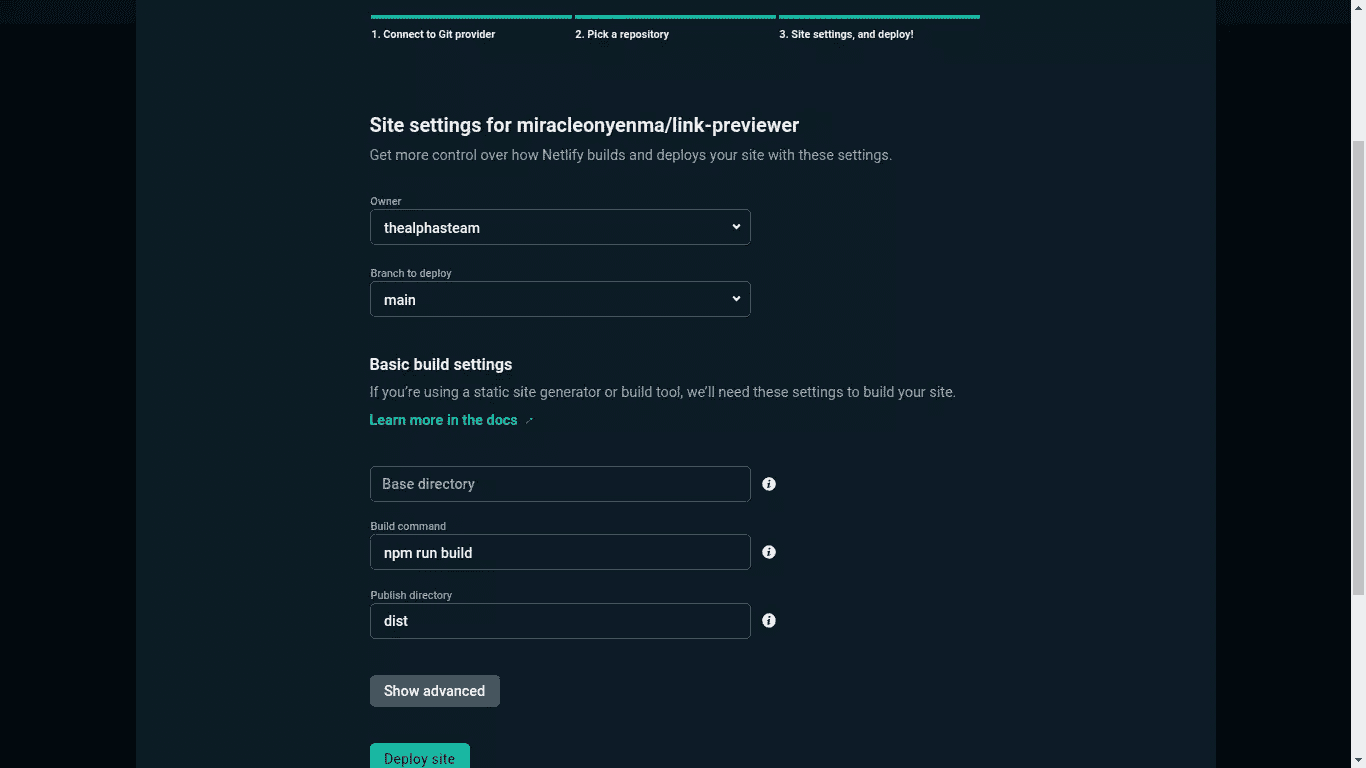 1. Connect to Git provider 2. Pick a repository 3. Site settings, and deploy!
Site settings for miracleonyenma/link-previewer
Get more control over how Netlify builds and deploys your site with these settings.
Owner
thealphasteam
Branch to deploy
main
Basic build settings
If you’re using a static site generator or build tool, we’ll need these settings to build your site.
Learn more in the docs
Base directory
Build command
npm run build
Publish directory
dist
Show advanced
Deploy site